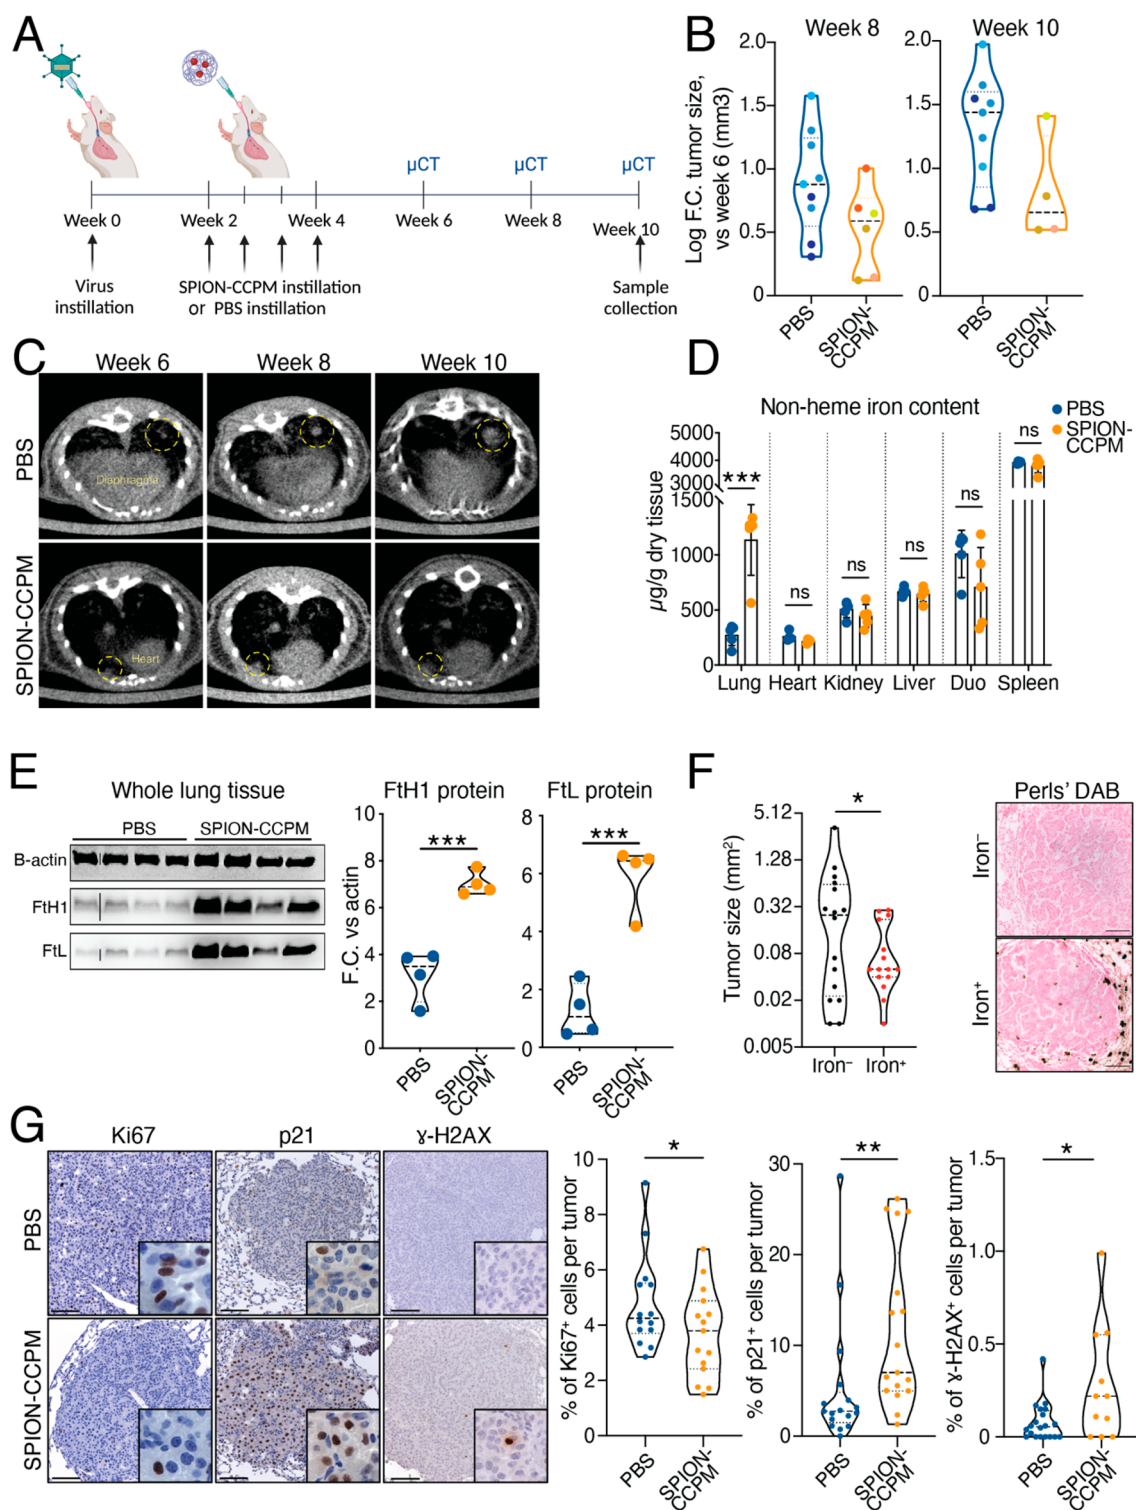 A
µCT
µCT
µCT
Week 0
Week 2
Week 4
Week 6
Week 8
Week 10
Virus
instillation
SPION-CCPM instillation
or PBS instillation
Sample
collection
B
Week 8
Week 10
Log F.C. tumor size,
vs week 6 (mm3)
2.0
1.5
1.0
0.5
0
PBS
SPION-
CCPM
2.0
1.5
1.0
0.5
0
PBS
SPION-
CCPM
C
Week 6
Week 8
Week 10
PBS
Diaphragma
SPION-CCPM
Heart
D
Non-heme iron content
PBS
SPION-
CCPM
µg/g dry tissue
5000
4000
3000
1500
1000
500
0
***
ns
ns
ns
ns
ns
Lung
Heart
Kidney
Liver
Duo
Spleen
E
Whole lung tissue
PBS
SPION-CCPM
B-actin
FtH1
FtL
FtH1 protein
F.C. vs actin
10
8
6
4
2
0
***
PBS
SPION-
CCPM
FtL protein
8
6
4
2
0
***
PBS
SPION-
CCPM
F
Tumor size (mm²)
5.12
1.28
0.32
0.08
0.02
0.005
*
Iron⁻
Iron⁺
Perls' DAB
Iron⁻
Iron⁺
G
Ki67
p21
ɤ-H2AX
PBS
SPION-CCPM
% of Ki67⁺ cells per tumor
10
8
6
4
2
0
*
PBS
SPION-
CCPM
% of p21⁺ cells per tumor
30
20
10
0
**
PBS
SPION-
CCPM
% of ɤ-H2AX⁺ cells per tumor
1.5
1.0
0.5
0
*
PBS
SPION-
CCPM